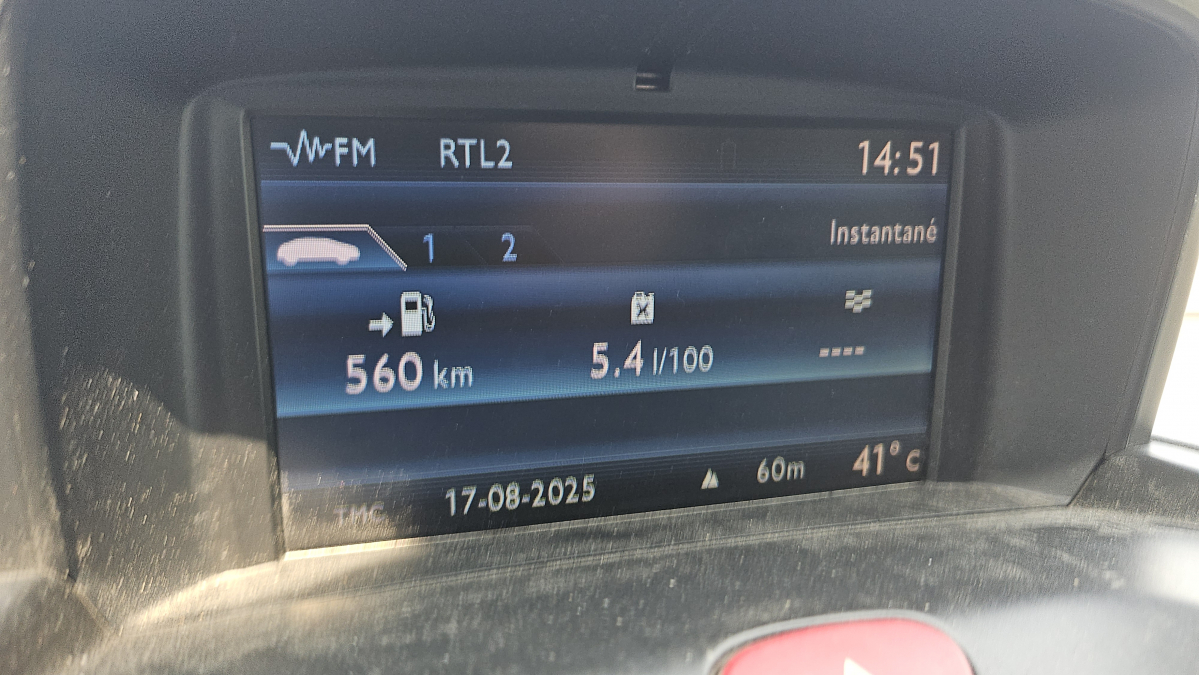 FM RTL2 14:51
1 2 Instantané
560 km 5.4 l/100 ----
TMC 17-08-2025 60m 41°c